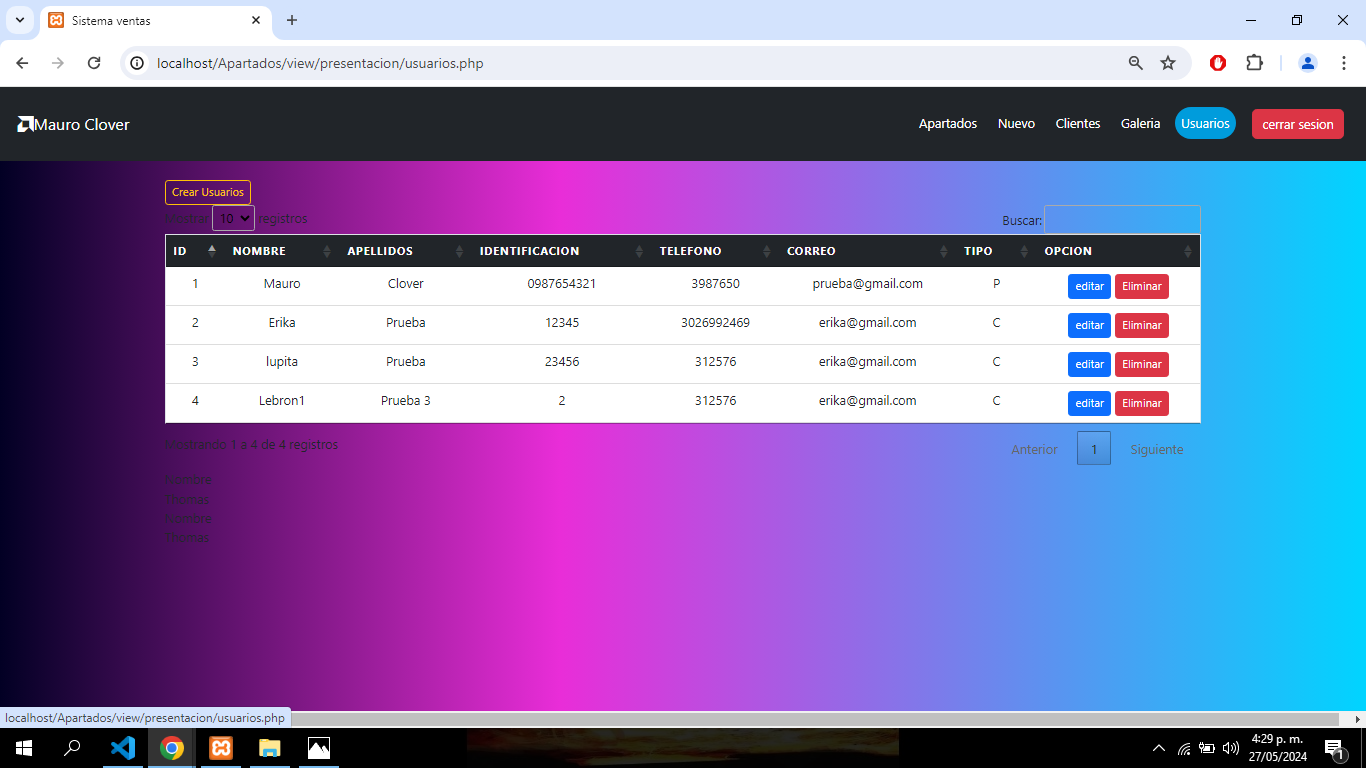 Sistema ventas
localhost/Apartados/view/presentacion/usuarios.php
Mauro Clover
Apartados Nuevo Clientes Galeria Usuarios cerrar sesion
Crear Usuarios
Mostrar 10 registros Buscar:
ID NOMBRE APELLIDOS IDENTIFICACION TELEFONO CORREO TIPO OPCION
1 Mauro Clover 0987654321 3987650 prueba@gmail.com P editar Eliminar
2 Erika Prueba 12345 3026992469 erika@gmail.com C editar Eliminar
3 lupita Prueba 23456 312576 erika@gmail.com C editar Eliminar
4 Lebron1 Prueba 3 2 312576 erika@gmail.com C editar Eliminar
Mostrando 1 a 4 de 4 registros Anterior 1 Siguiente
Nombre
Thomas
Nombre
Thomas
localhost/Apartados/view/presentacion/usuarios.php
4:29 p. m.
27/05/2024
1